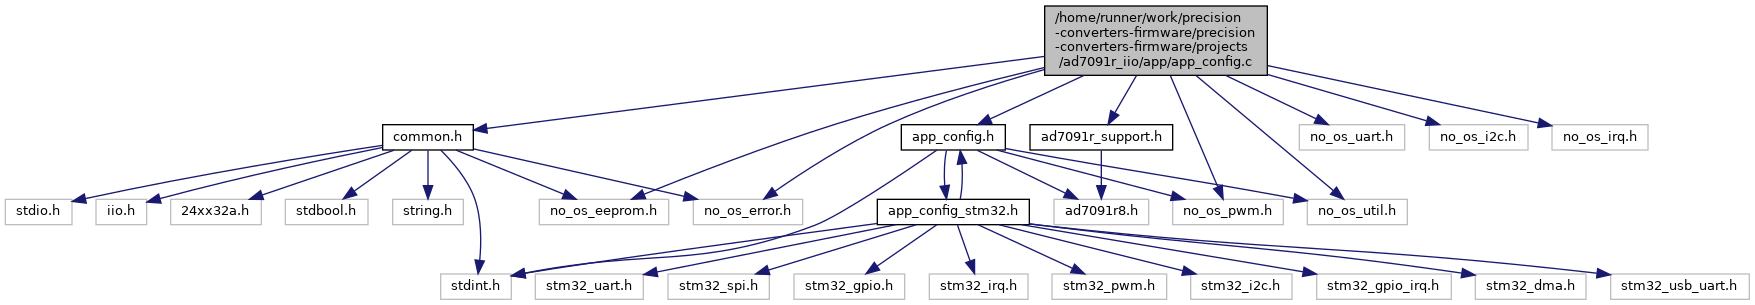 /home/runner/work/precision
-converters-firmware/precision
-converters-firmware/projects
/ad7091r_iio/app/app_config.c
common.h
app_config.h
ad7091r_support.h
no_os_uart.h
no_os_i2c.h
no_os_irq.h
stdio.h
iio.h
24xx32a.h
stdbool.h
string.h
no_os_eeprom.h
no_os_error.h
app_config_stm32.h
ad7091r8.h
no_os_pwm.h
no_os_util.h
stdint.h
stm32_uart.h
stm32_spi.h
stm32_gpio.h
stm32_irq.h
stm32_pwm.h
stm32_i2c.h
stm32_gpio_irq.h
stm32_dma.h
stm32_usb_uart.h